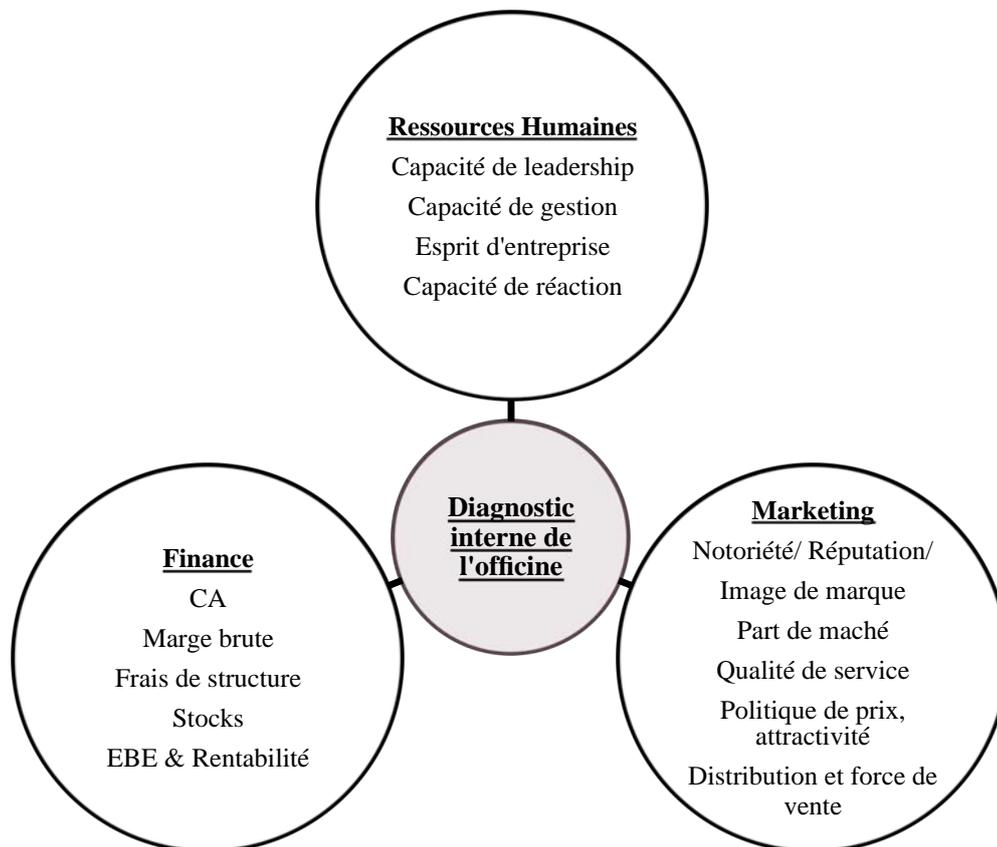 Ressources Humaines
Capacité de leadership
Capacité de gestion
Esprit d'entreprise
Capacité de réaction
Diagnostic
interne de
l'officine
Finance
CA
Marge brute
Frais de structure
Stocks
EBE & Rentabilité
Marketing
Notoriété/ Réputation/
Image de marque
Part de maché
Qualité de service
Politique de prix,
attractivité
Distribution et force de
vente